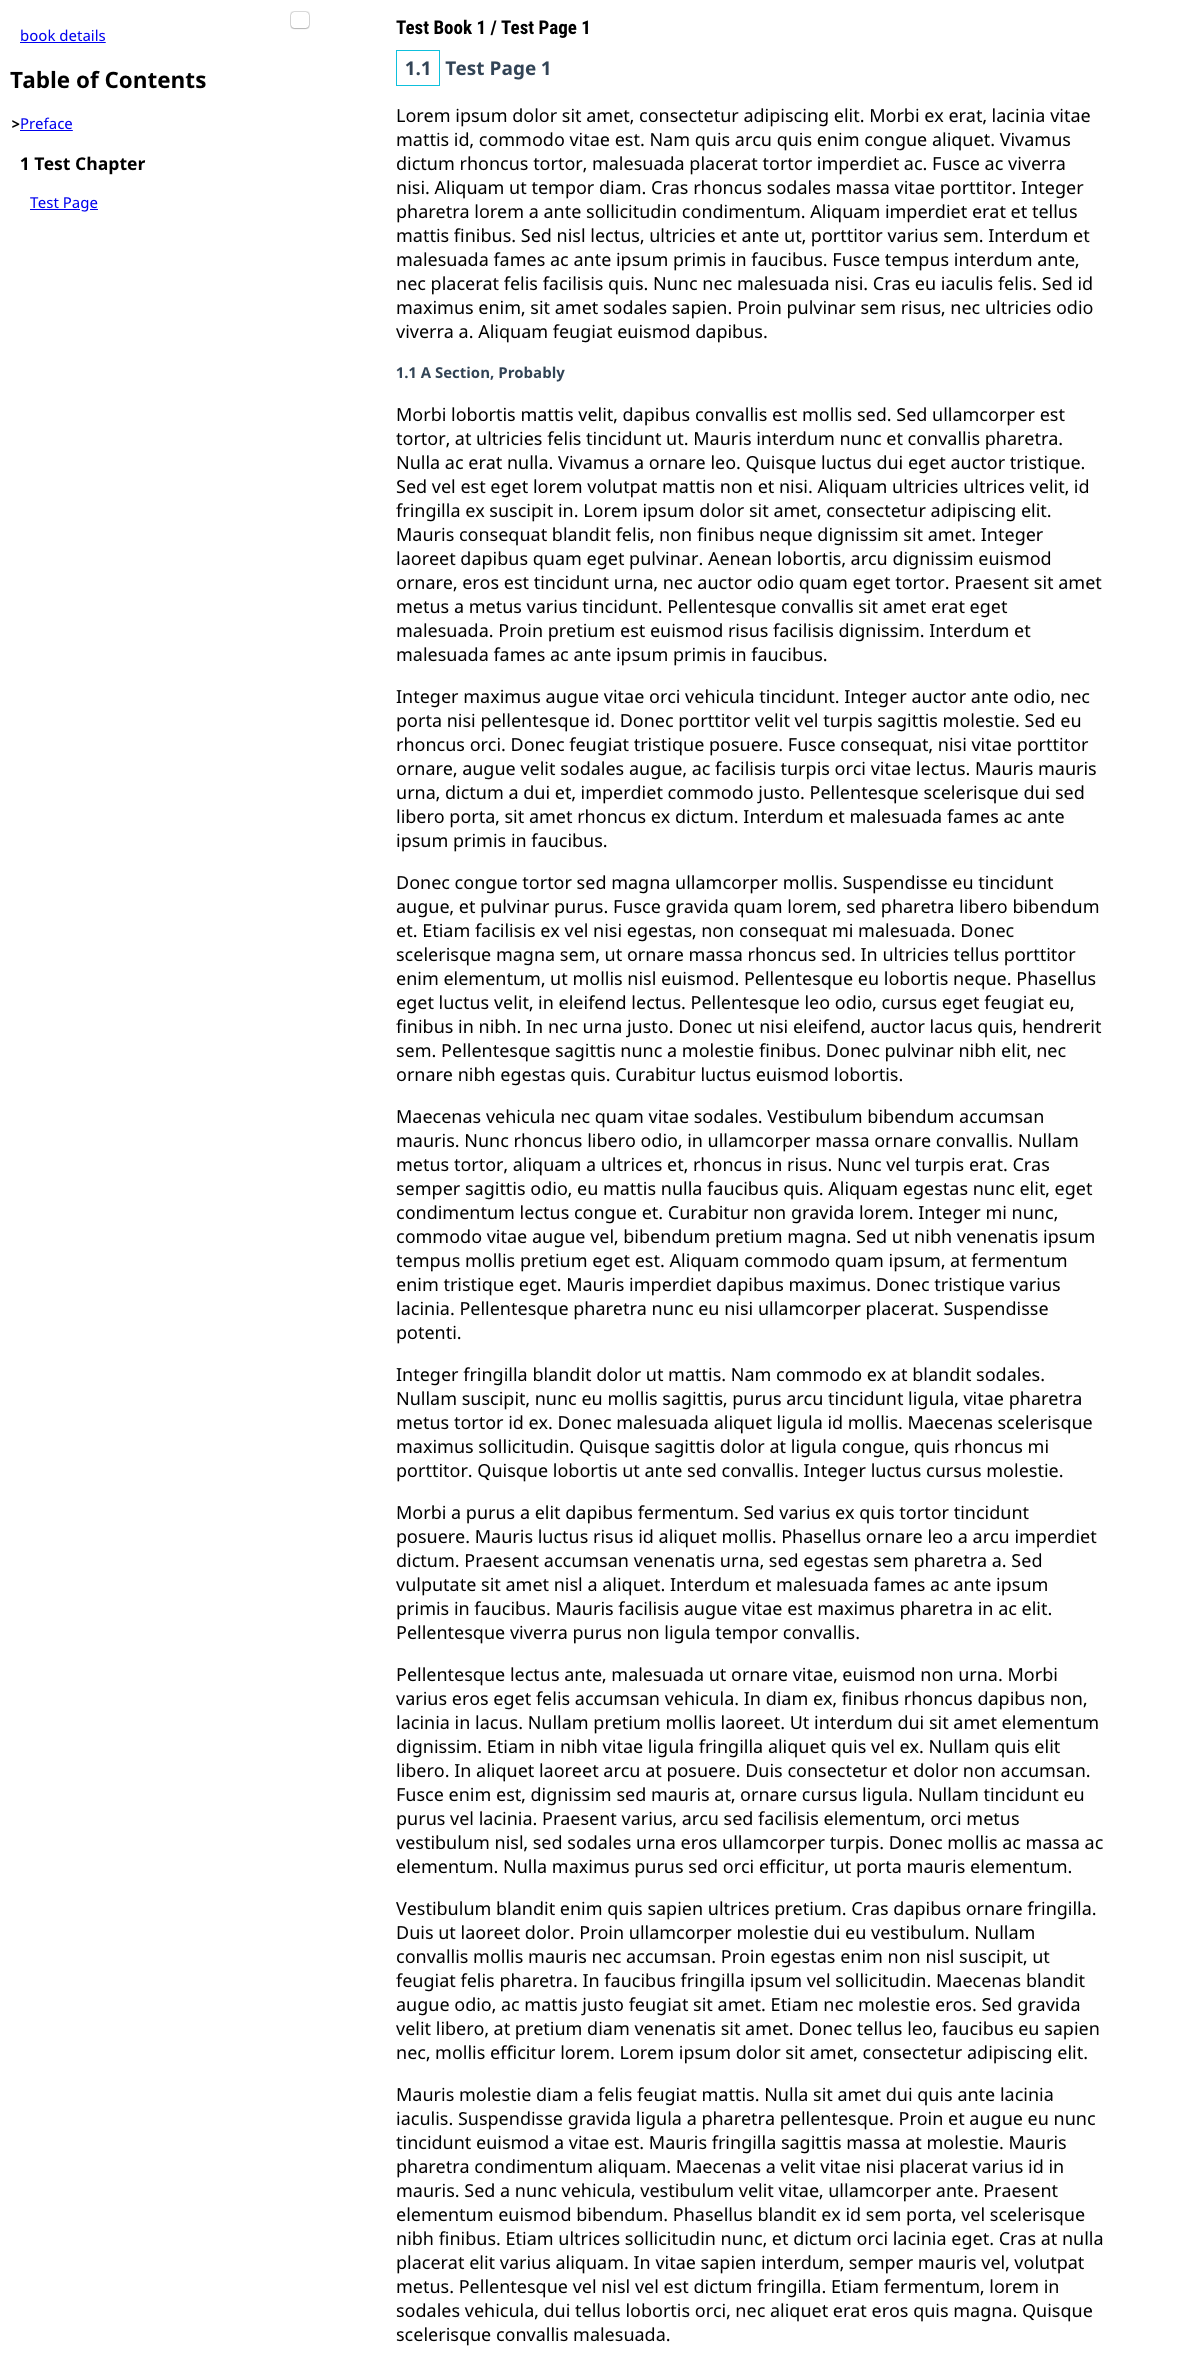 book details
Table of Contents
>Preface
1 Test Chapter
Test Page
Test Book 1 / Test Page 1
1.1 Test Page 1
Lorem ipsum dolor sit amet, consectetur adipiscing elit. Morbi ex erat, lacinia vitae
mattis id, commodo vitae est. Nam quis arcu quis enim congue aliquet. Vivamus
dictum rhoncus tortor, malesuada placerat tortor imperdiet ac. Fusce ac viverra
nisi. Aliquam ut tempor diam. Cras rhoncus sodales massa vitae porttitor. Integer
pharetra lorem a ante sollicitudin condimentum. Aliquam imperdiet erat et tellus
mattis finibus. Sed nisl lectus, ultricies et ante ut, porttitor varius sem. Interdum et
malesuada fames ac ante ipsum primis in faucibus. Fusce tempus interdum ante,
nec placerat felis facilisis quis. Nunc nec malesuada nisi. Cras eu iaculis felis. Sed id
maximus enim, sit amet sodales sapien. Proin pulvinar sem risus, nec ultricies odio
viverra a. Aliquam feugiat euismod dapibus.
1.1 A Section, Probably
Morbi lobortis mattis velit, dapibus convallis est mollis sed. Sed ullamcorper est
tortor, at ultricies felis tincidunt ut. Mauris interdum nunc et convallis pharetra.
Nulla ac erat nulla. Vivamus a ornare leo. Quisque luctus dui eget auctor tristique.
Sed vel est eget lorem volutpat mattis non et nisi. Aliquam ultricies ultrices velit, id
fringilla ex suscipit in. Lorem ipsum dolor sit amet, consectetur adipiscing elit.
Mauris consequat blandit felis, non finibus neque dignissim sit amet. Integer
laoreet dapibus quam eget pulvinar. Aenean lobortis, arcu dignissim euismod
ornare, eros est tincidunt urna, nec auctor odio quam eget tortor. Praesent sit amet
metus a metus varius tincidunt. Pellentesque convallis sit amet erat eget
malesuada. Proin pretium est euismod risus facilisis dignissim. Interdum et
malesuada fames ac ante ipsum primis in faucibus.
Integer maximus augue vitae orci vehicula tincidunt. Integer auctor ante odio, nec
porta nisi pellentesque id. Donec porttitor velit vel turpis sagittis molestie. Sed eu
rhoncus orci. Donec feugiat tristique posuere. Fusce consequat, nisi vitae porttitor
ornare, augue velit sodales augue, ac facilisis turpis orci vitae lectus. Mauris mauris
urna, dictum a dui et, imperdiet commodo justo. Pellentesque scelerisque dui sed
libero porta, sit amet rhoncus ex dictum. Interdum et malesuada fames ac ante
ipsum primis in faucibus.
Donec congue tortor sed magna ullamcorper mollis. Suspendisse eu tincidunt
augue, et pulvinar purus. Fusce gravida quam lorem, sed pharetra libero bibendum
et. Etiam facilisis ex vel nisi egestas, non consequat mi malesuada. Donec
scelerisque magna sem, ut ornare massa rhoncus sed. In ultricies tellus porttitor
enim elementum, ut mollis nisl euismod. Pellentesque eu lobortis neque. Phasellus
eget luctus velit, in eleifend lectus. Pellentesque leo odio, cursus eget feugiat eu,
finibus in nibh. In nec urna justo. Donec ut nisi eleifend, auctor lacus quis, hendrerit
sem. Pellentesque sagittis nunc a molestie finibus. Donec pulvinar nibh elit, nec
ornare nibh egestas quis. Curabitur luctus euismod lobortis.
Maecenas vehicula nec quam vitae sodales. Vestibulum bibendum accumsan
mauris. Nunc rhoncus libero odio, in ullamcorper massa ornare convallis. Nullam
metus tortor, aliquam a ultrices et, rhoncus in risus. Nunc vel turpis erat. Cras
semper sagittis odio, eu mattis nulla faucibus quis. Aliquam egestas nunc elit, eget
condimentum lectus congue et. Curabitur non gravida lorem. Integer mi nunc,
commodo vitae augue vel, bibendum pretium magna. Sed ut nibh venenatis ipsum
tempus mollis pretium eget est. Aliquam commodo quam ipsum, at fermentum
enim tristique eget. Mauris imperdiet dapibus maximus. Donec tristique varius
lacinia. Pellentesque pharetra nunc eu nisi ullamcorper placerat. Suspendisse
potenti.
Integer fringilla blandit dolor ut mattis. Nam commodo ex at blandit sodales.
Nullam suscipit, nunc eu mollis sagittis, purus arcu tincidunt ligula, vitae pharetra
metus tortor id ex. Donec malesuada aliquet ligula id mollis. Maecenas scelerisque
maximus sollicitudin. Quisque sagittis dolor at ligula congue, quis rhoncus mi
porttitor. Quisque lobortis ut ante sed convallis. Integer luctus cursus molestie.
Morbi a purus a elit dapibus fermentum. Sed varius ex quis tortor tincidunt
posuere. Mauris luctus risus id aliquet mollis. Phasellus ornare leo a arcu imperdiet
dictum. Praesent accumsan venenatis urna, sed egestas sem pharetra a. Sed
vulputate sit amet nisl a aliquet. Interdum et malesuada fames ac ante ipsum
primis in faucibus. Mauris facilisis augue vitae est maximus pharetra in ac elit.
Pellentesque viverra purus non ligula tempor convallis.
Pellentesque lectus ante, malesuada ut ornare vitae, euismod non urna. Morbi
varius eros eget felis accumsan vehicula. In diam ex, finibus rhoncus dapibus non,
lacinia in lacus. Nullam pretium mollis laoreet. Ut interdum dui sit amet elementum
dignissim. Etiam in nibh vitae ligula fringilla aliquet quis vel ex. Nullam quis elit
libero. In aliquet laoreet arcu at posuere. Duis consectetur et dolor non accumsan.
Fusce enim est, dignissim sed mauris at, ornare cursus ligula. Nullam tincidunt eu
purus vel lacinia. Praesent varius, arcu sed facilisis elementum, orci metus
vestibulum nisl, sed sodales urna eros ullamcorper turpis. Donec mollis ac massa ac
elementum. Nulla maximus purus sed orci efficitur, ut porta mauris elementum.
Vestibulum blandit enim quis sapien ultrices pretium. Cras dapibus ornare fringilla.
Duis ut laoreet dolor. Proin ullamcorper molestie dui eu vestibulum. Nullam
convallis mollis mauris nec accumsan. Proin egestas enim non nisl suscipit, ut
feugiat felis pharetra. In faucibus fringilla ipsum vel sollicitudin. Maecenas blandit
augue odio, ac mattis justo feugiat sit amet. Etiam nec molestie eros. Sed gravida
velit libero, at pretium diam venenatis sit amet. Donec tellus leo, faucibus eu sapien
nec, mollis efficitur lorem. Lorem ipsum dolor sit amet, consectetur adipiscing elit.
Mauris molestie diam a felis feugiat mattis. Nulla sit amet dui quis ante lacinia
iaculis. Suspendisse gravida ligula a pharetra pellentesque. Proin et augue eu nunc
tincidunt euismod a vitae est. Mauris fringilla sagittis massa at molestie. Mauris
pharetra condimentum aliquam. Maecenas a velit vitae nisi placerat varius id in
mauris. Sed a nunc vehicula, vestibulum velit vitae, ullamcorper ante. Praesent
elementum euismod bibendum. Phasellus blandit ex id sem porta, vel scelerisque
nibh finibus. Etiam ultrices sollicitudin nunc, et dictum orci lacinia eget. Cras at nulla
placerat elit varius aliquam. In vitae sapien interdum, semper mauris vel, volutpat
metus. Pellentesque vel nisl vel est dictum fringilla. Etiam fermentum, lorem in
sodales vehicula, dui tellus lobortis orci, nec aliquet erat eros quis magna. Quisque
scelerisque convallis malesuada.